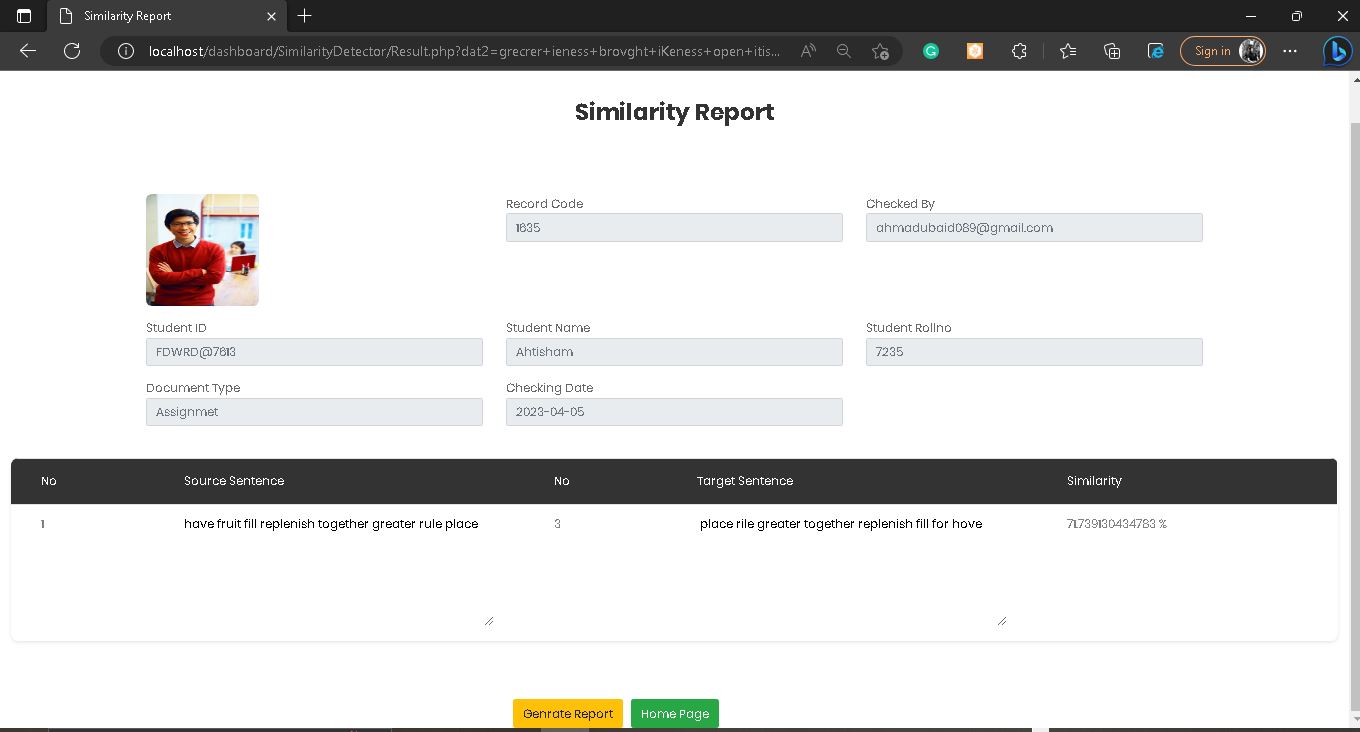 Similarity Report
localhost/dashboard/SimilarityDetector/Result.php?dat2=grecrer+ieness+brovght+iKeness+open+itis...
Sign in
Similarity Report
Record Code
Checked By
1635
ahmadubaid089@gmail.com
Student ID
Student Name
Student Rollno
FDWRD@7613
Ahtisham
7235
Document Type
Checking Date
Assignmet
2023-04-05
No
Source Sentence
No
Target Sentence
Similarity
1
have fruit fill replenish together greater rule place
3
place rile greater together replenish fill for hove
71.739130434783 %
Genrate Report
Home Page